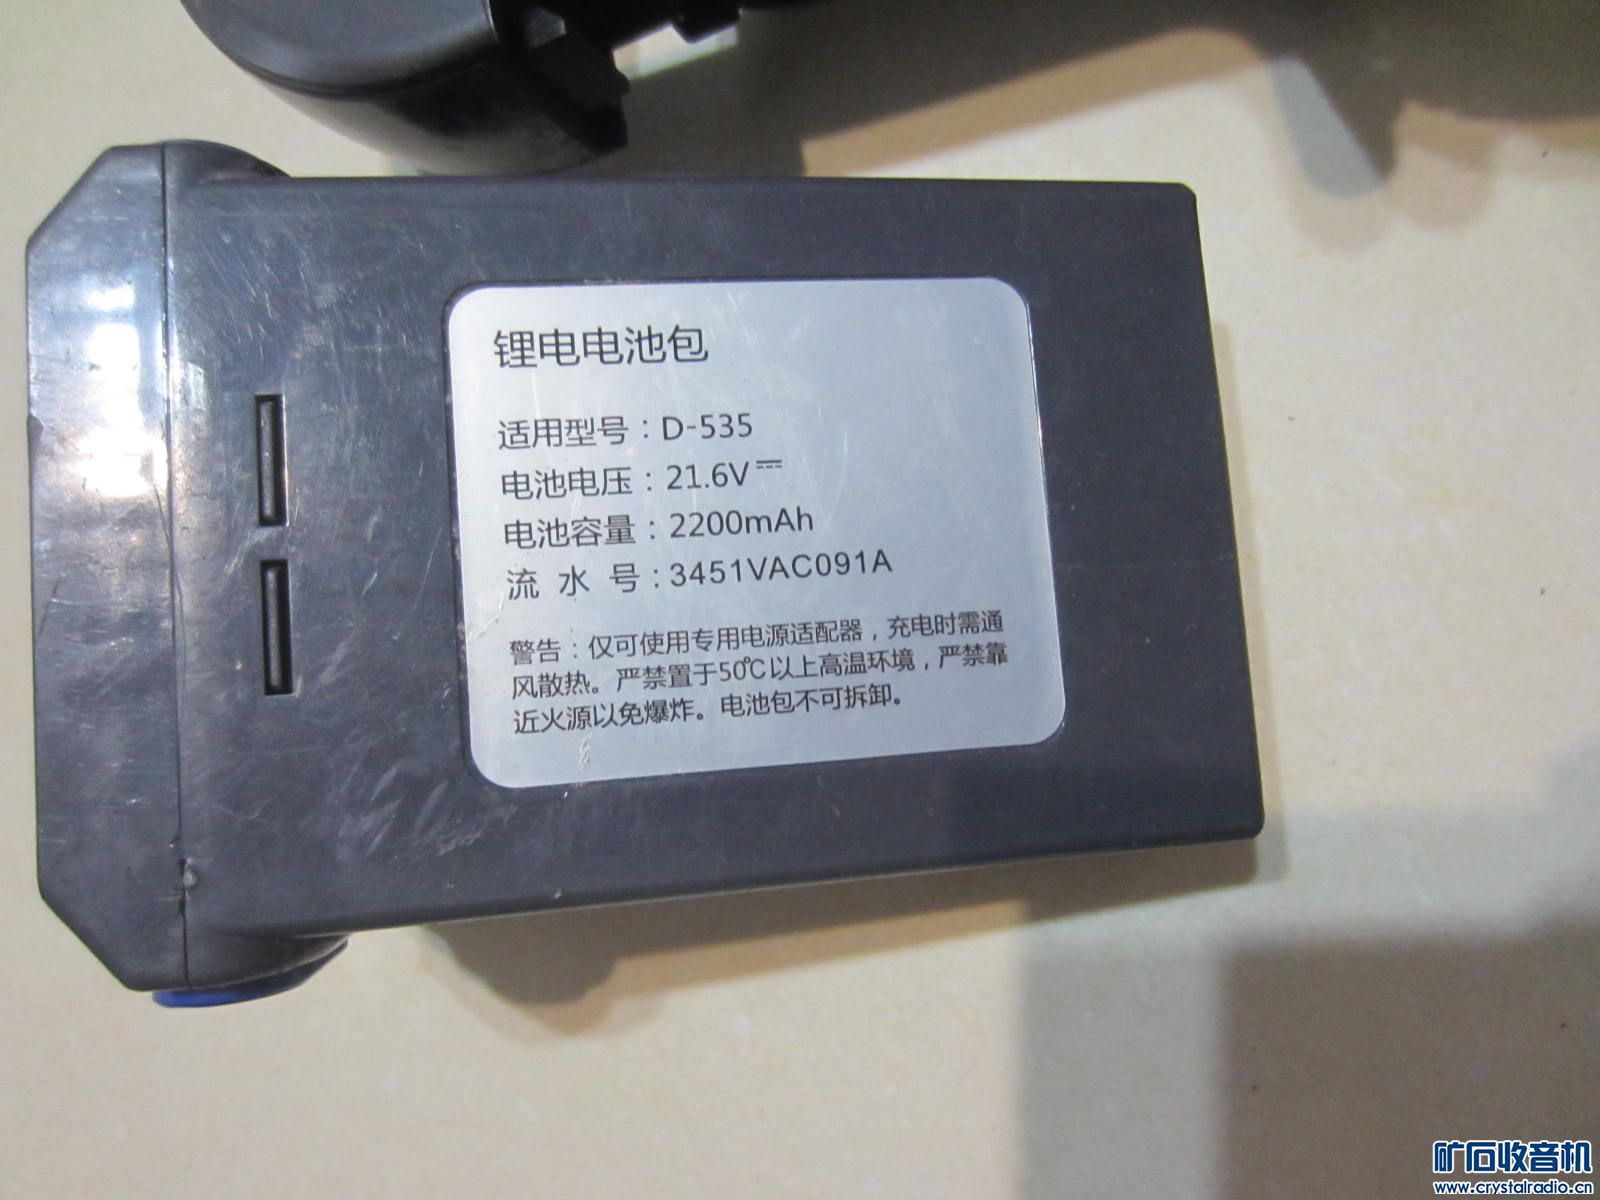 锂电电池包
适用型号：D-535
电池电压：21.6V⎓
电池容量：2200mAh
流 水 号：3451VAC091A
警告：仅可使用专用电源适配器，充电时需通
风散热。严禁置于50℃以上高温环境，严禁靠
近火源以免爆炸。电池包不可拆卸。
矿石收音机
www.crystalradio.cn